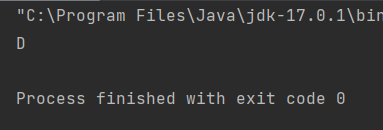 "C:\Program Files\Java\jdk-17.0.1\bin
D
Process finished with exit code 0